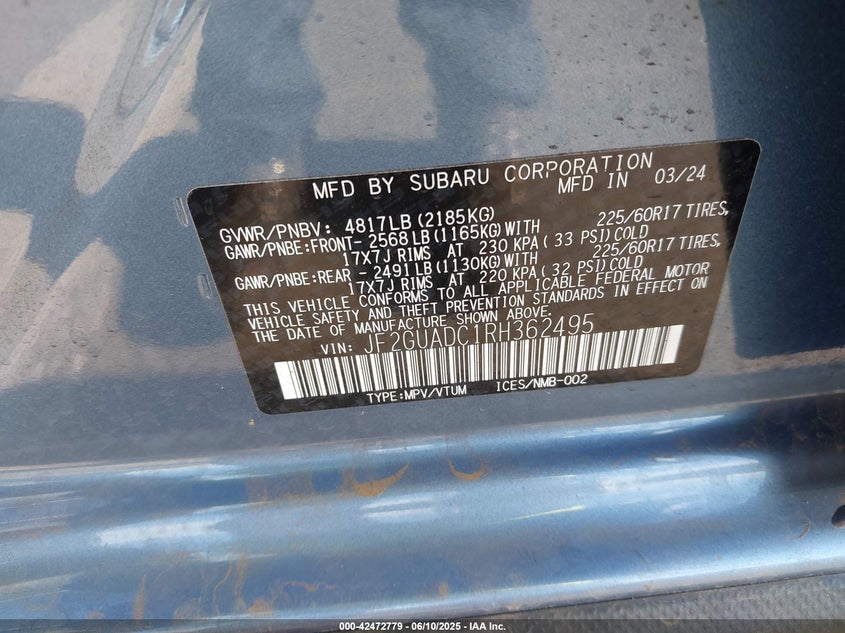 MFD BY SUBARU CORPORATION
MFD IN 03/24
GVWR/PNBV: 4817LB (2185KG)
GAWR/PNBE:FRONT- 2568LB (1165KG) WITH 225/60R17 TIRES,
17X7J RIMS AT 230 KPA( 33 PSI)COLD
GAWR/PNBE:REAR - 2491LB (1130KG) WITH 225/60R17 TIRES,
17X7J RIMS AT 220 KPA( 32 PSI)COLD
THIS VEHICLE CONFORMS TO ALL APPLICABLE FEDERAL MOTOR
VEHICLE SAFETY AND THEFT PREVENTION STANDARDS IN EFFECT ON
THE DATE OF MANUFACTURE SHOWN ABOVE.
VIN: JF2GUADC1RH362495
TYPE:MPV/VTUM ICES/NMB-002
000-42472779 - 06/10/2025 - IAA Inc.